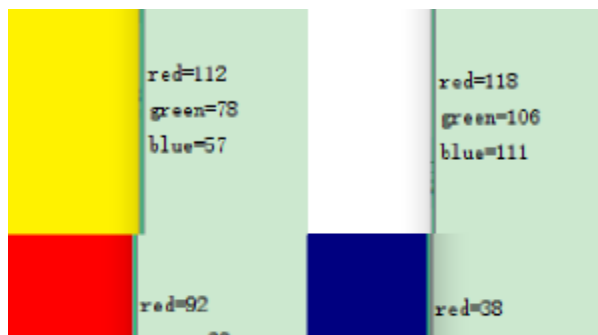 red=112
green=78
blue=57
red=118
green=106
blue=111
red=92
red=38